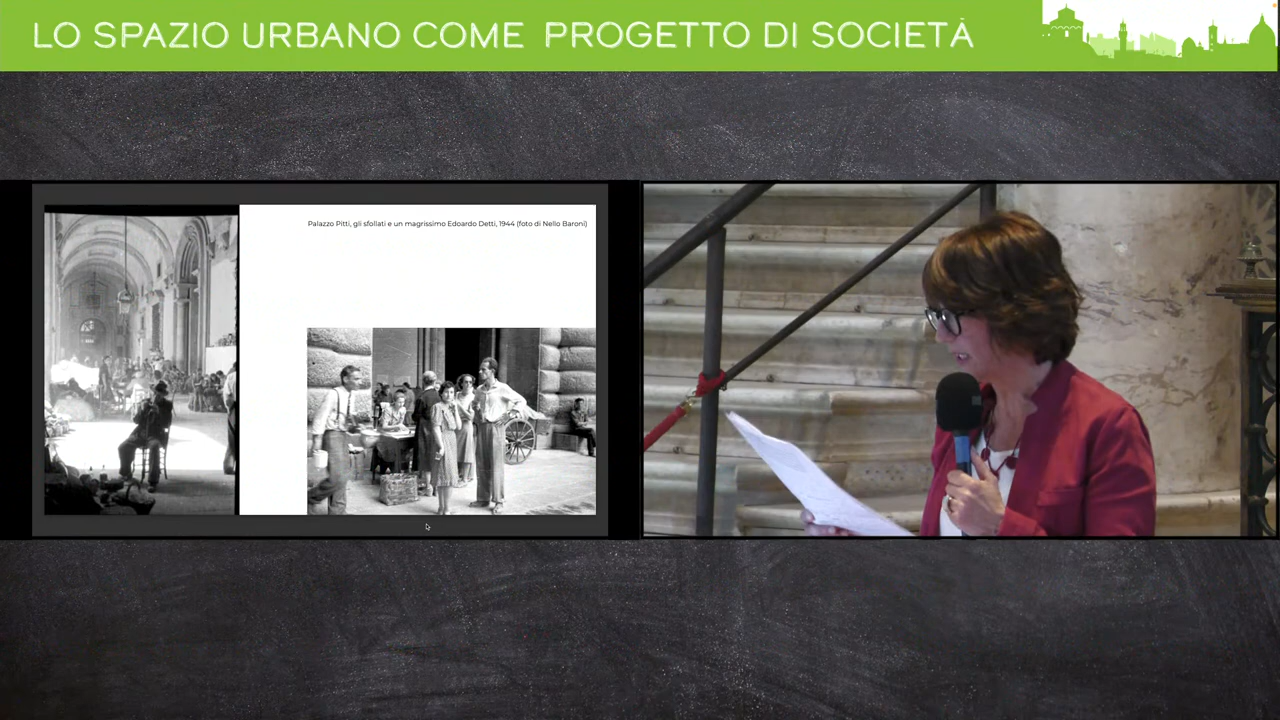 LO SPAZIO URBANO COME PROGETTO DI SOCIETÀ
Palazzo Pitti, gli sfollati e un magrissimo Edoardo Detti, 1944 (foto di Nello Baroni)